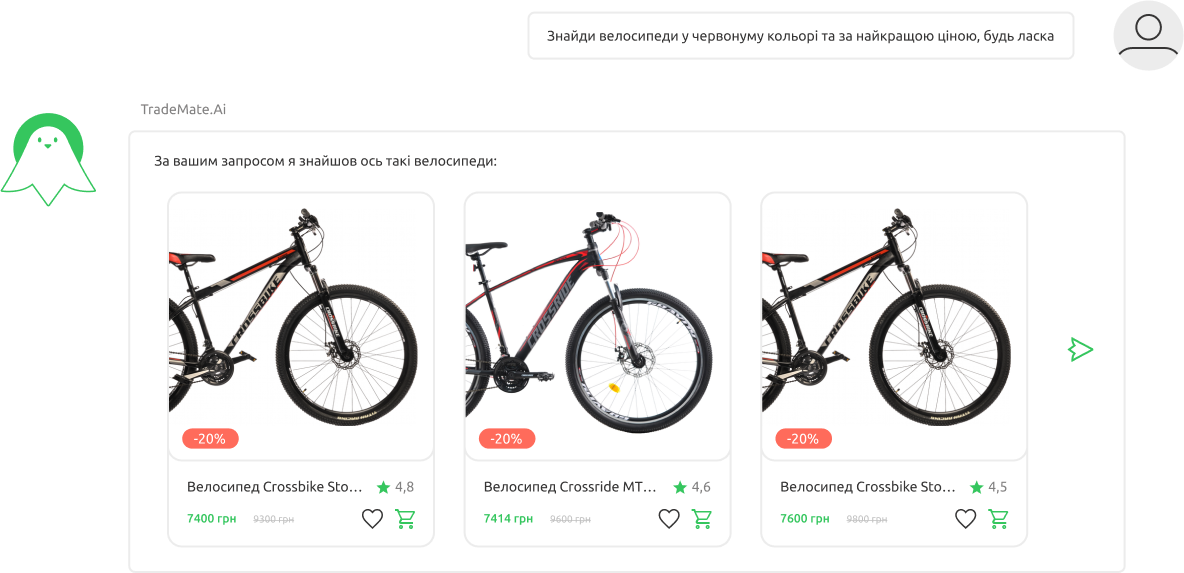 Знайди велосипеди у червонуму кольорі та за найкращою ціною, будь ласка
TradeMate.Ai
За вашим запросом я знайшов ось такі велосипеди:
CROSSBIKE
CROSSRIDE
CROSSBIKE
-20%
-20%
-20%
Велосипед Crossbike Sto... 4,8
Велосипед Crossride MT... 4,6
Велосипед Crossbike Sto... 4,5
7400 грн 9300 грн
7414 грн 9600 грн
7600 грн 9800 грн